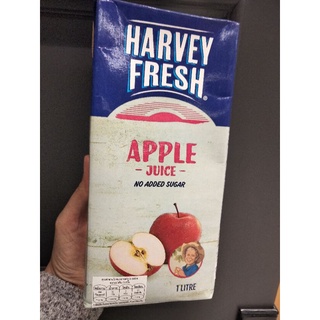 HARVEY
FRESH®
APPLE
- JUICE -
NO ADDED SUGAR
1 LITRE